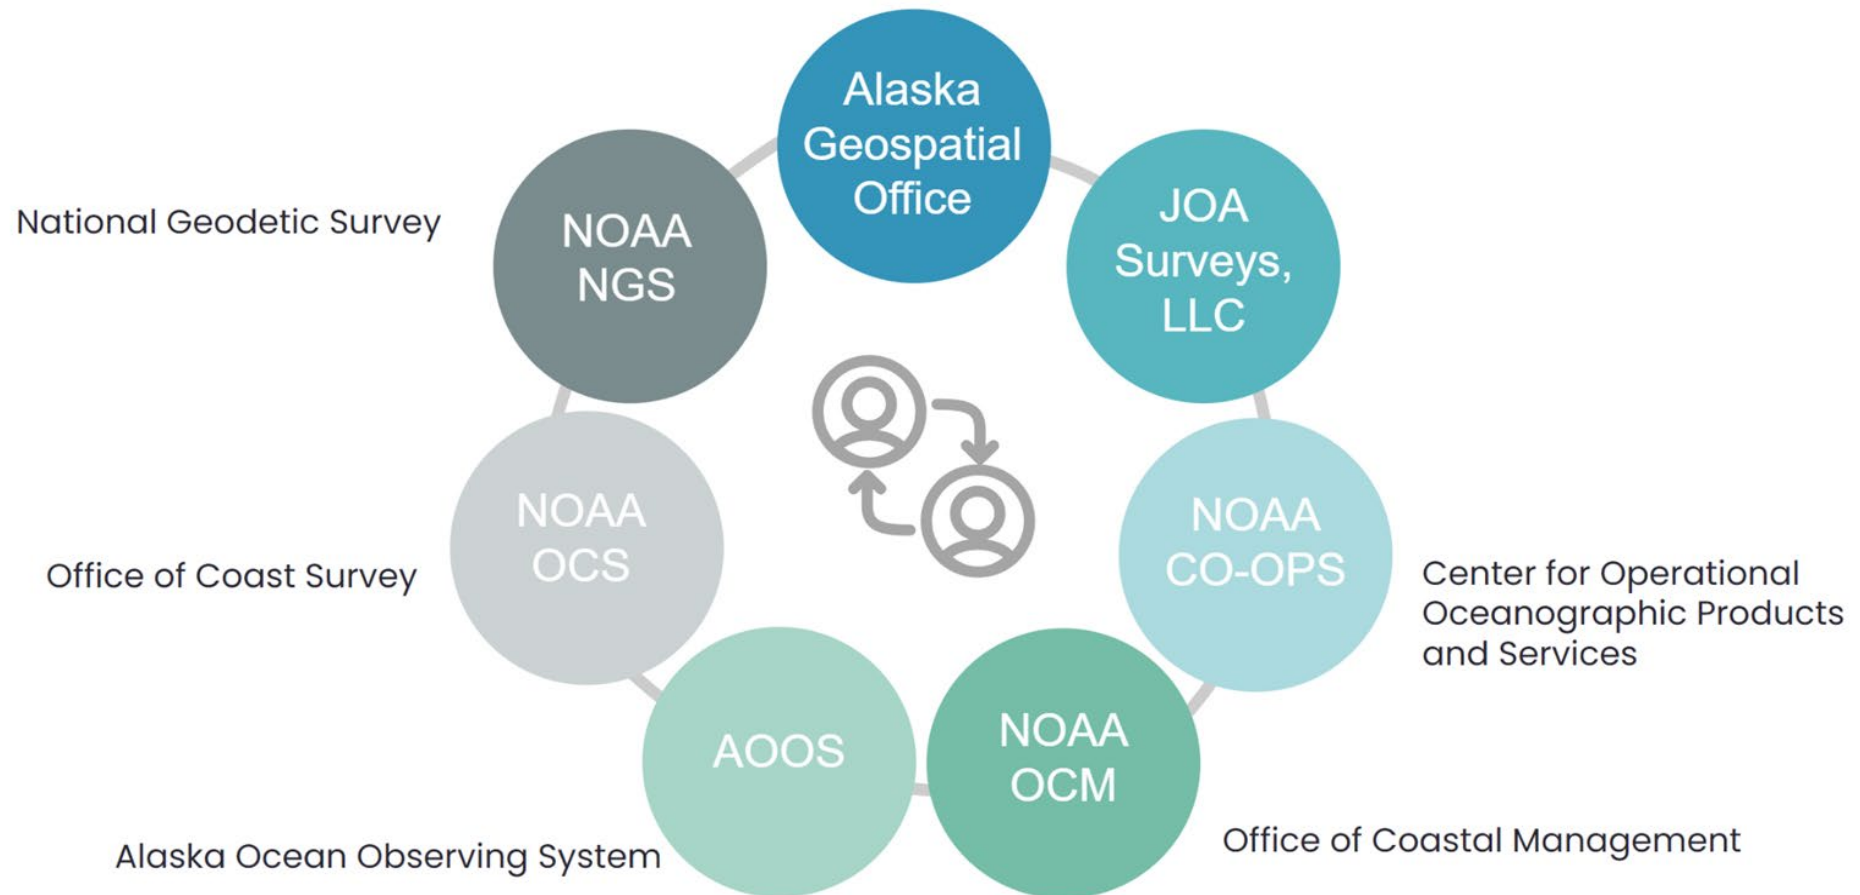 Alaska
Geospatial
Office
JOA
Surveys,
LLC
NOAA
CO-OPS
Center for Operational
Oceanographic Products
and Services
NOAA
OCM
Office of Coastal Management
AOOS
Alaska Ocean Observing System
NOAA
OCS
Office of Coast Survey
NOAA
NGS
National Geodetic Survey